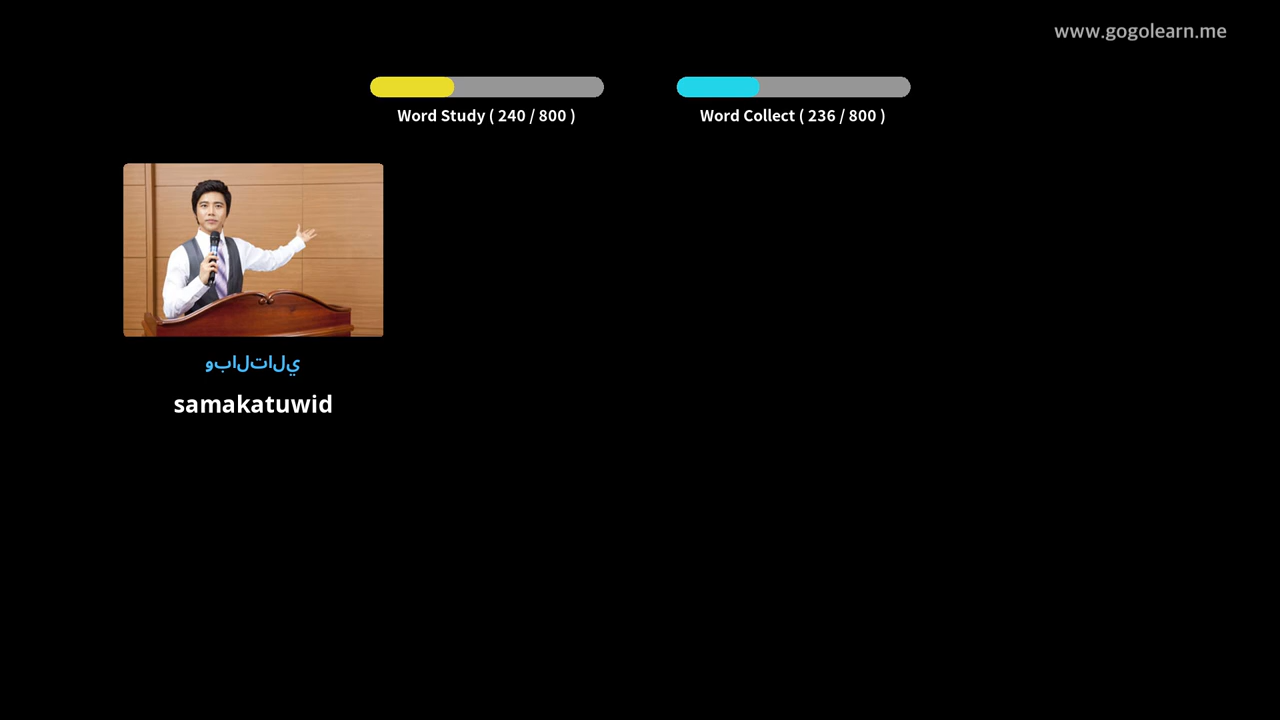 www.gogolearn.me
Word Study ( 240 / 800 )
Word Collect ( 236 / 800 )
وبالتالي
samakatuwid